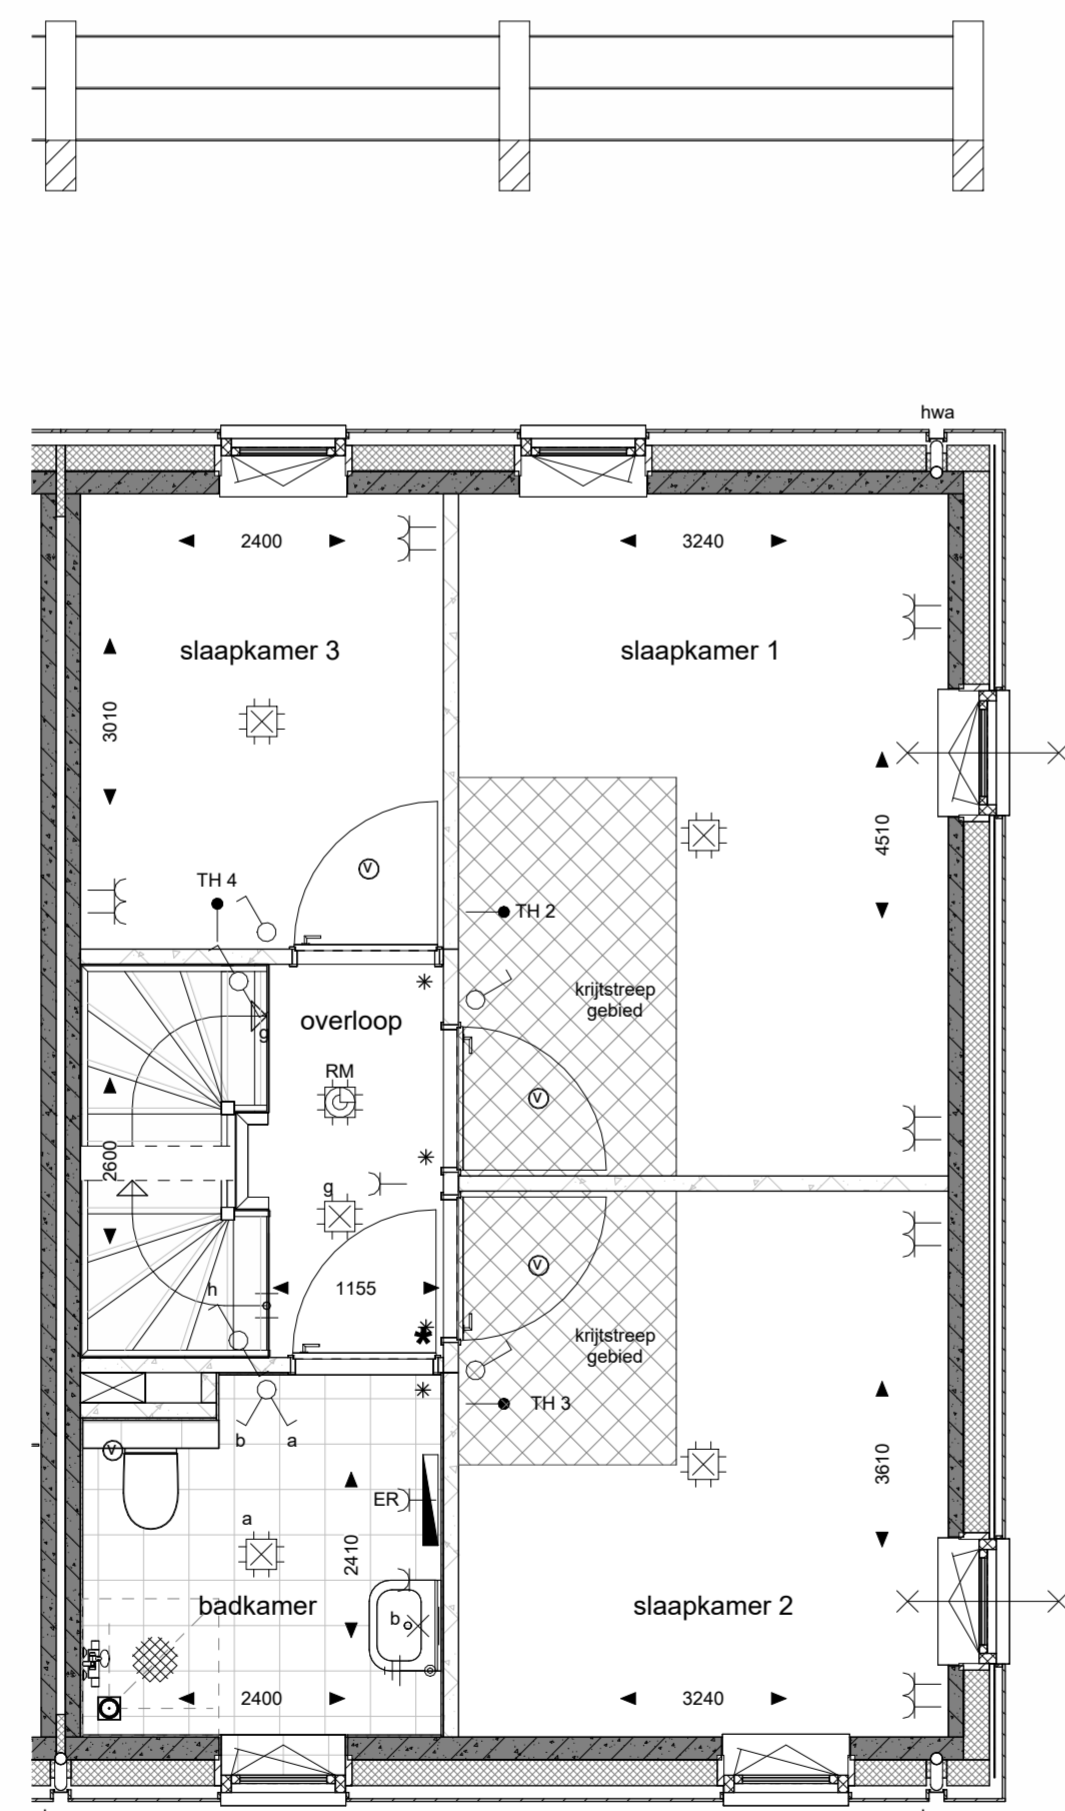 hwa
2400
3240
slaapkamer 3
slaapkamer 1
3010
4510
V
TH 4
TH 2
krijtstreep
gebied
g
overloop
RM
V
2600
g
h
1155
V
krijtstreep
gebied
TH 3
b
a
V
ER
3610
a
2410
badkamer
b
slaapkamer 2
2400
3240